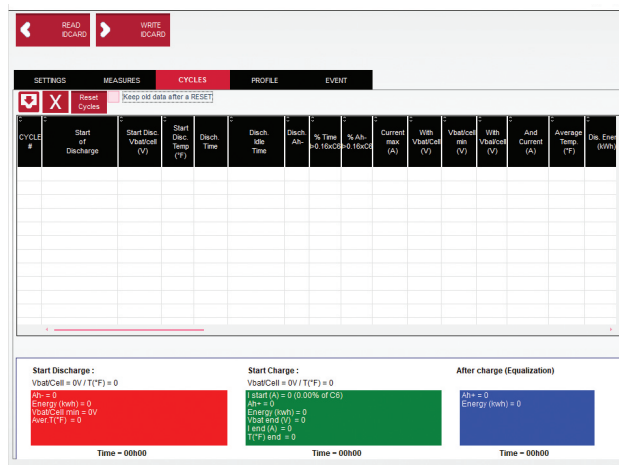 READ
IDCARD
WRITE
IDCARD
SETTINGS
MEASURES
CYCLES
PROFILE
EVENT
X
Reset
Cycles
Keep old data after a RESET
CYCLE
#
Start
of
Discharge
Start Disc.
Vbat/cell
(V)
Start
Disc.
Temp
(°F)
Disch.
Time
Disch.
Idle
Time
Disch.
Ah-
% Time
>0.16xC6
% Ah-
>0.16xC6
Current
max
(A)
With
Vbat/Cell
(V)
Vbat/cell
min
(V)
With
Vbal/cell
(V)
And
Current
(A)
Average
Temp.
(°F)
Dis. Ener
(kWh)
Start Discharge :
Vbat/Cell = 0V / T(°F) = 0
Ah- = 0
Energy (kwh) = 0
Vbat/Cell min = 0V
Aver.T(°F) = 0
Time = 00h00
Start Charge :
Vbat/Cell = 0V / T(°F) = 0
I start (A) = 0 (0.00% of C6)
Ah+ = 0
Energy (kwh) = 0
Vbat end (V) = 0
I end (A) = 0
T(°F) end = 0
Time = 00h00
After charge (Equalization)
Ah+ = 0
Energy (kwh) = 0
Time = 00h00